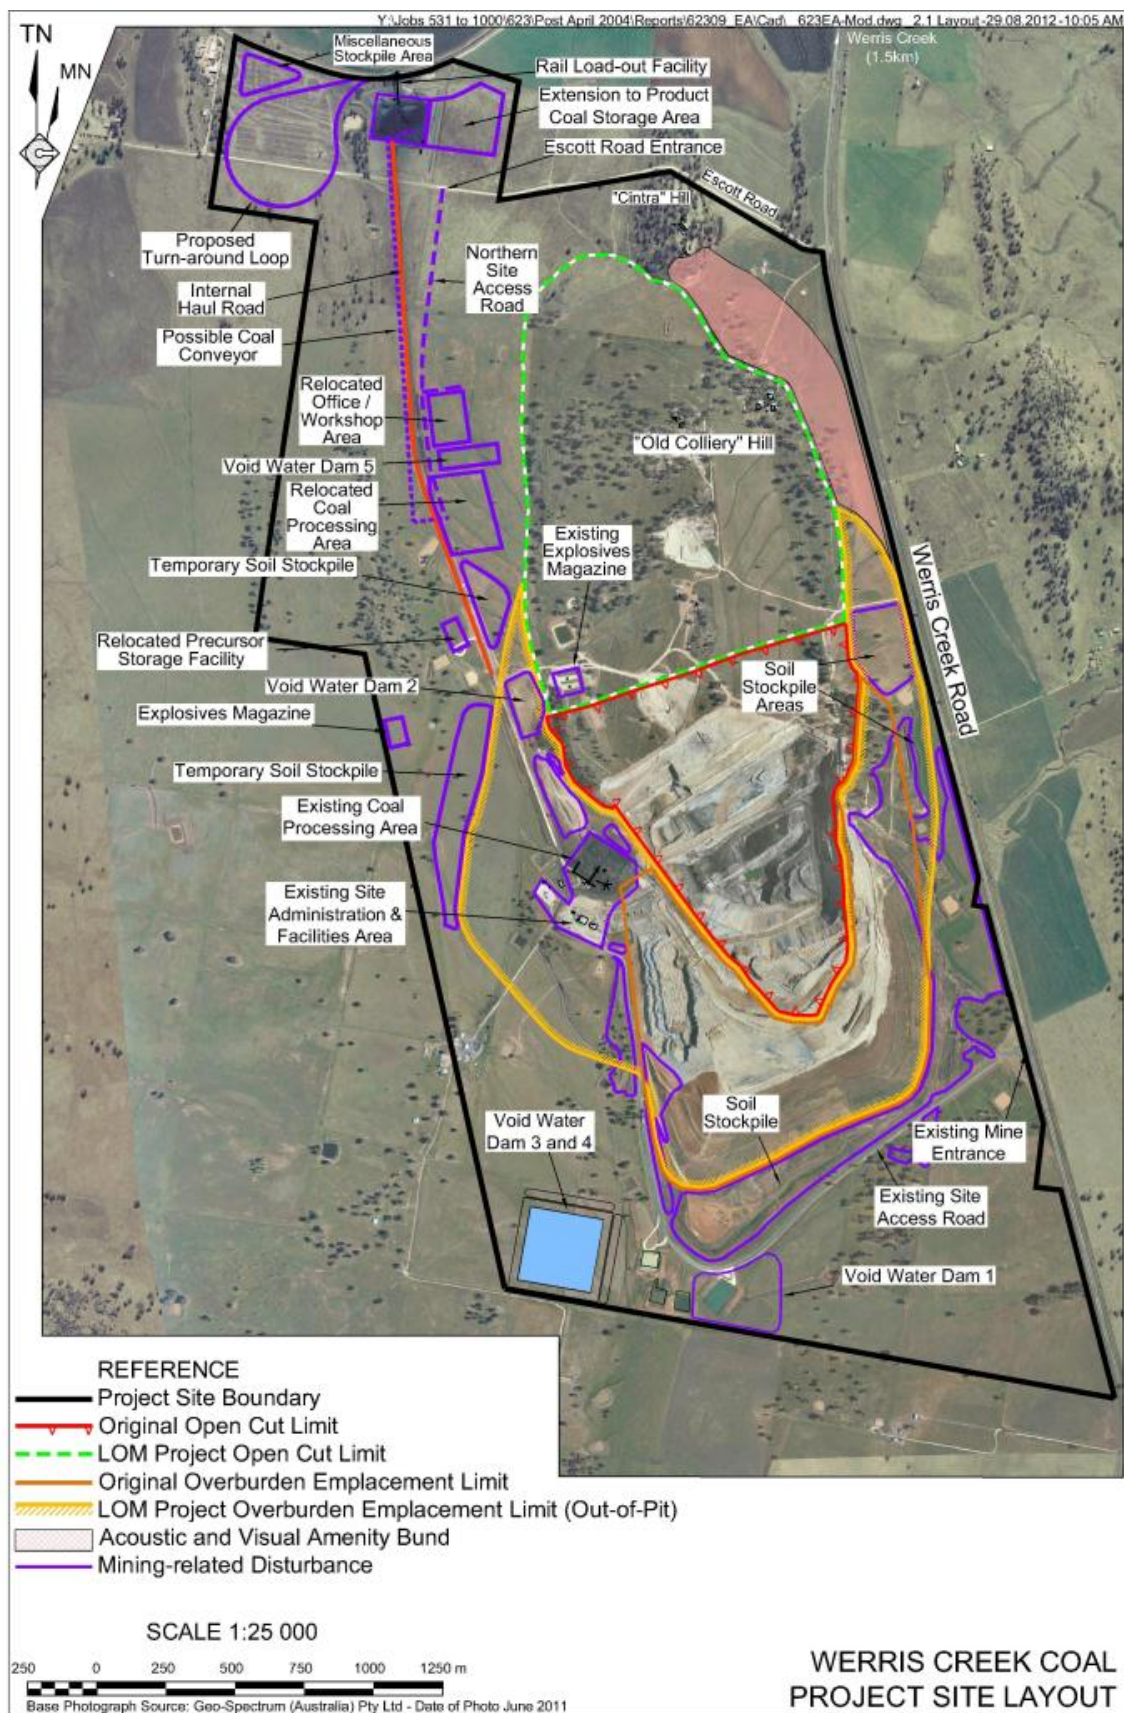 Y:\Jobs 531 to 1000\623\Post April 2004\Reports\62309_EA\Cad\_623EA-Mod.dwg_2.1 Layout-29.08.2012-10:05 AM
TN
MN
Miscellaneous
Stockpile Area
Werris Creek
(1.5km)
Rail Load-out Facility
Extension to Product
Coal Storage Area
Escott Road Entrance
Escott Road
"Cintra" Hill
Proposed
Turn-around Loop
Northern
Site
Access
Road
Internal
Haul Road
Possible Coal
Conveyor
Relocated
Office /
Workshop
Area
"Old Colliery" Hill
Void Water Dam 5
Relocated
Coal
Processing
Area
Existing
Explosives
Magazine
Temporary Soil Stockpile
Werris Creek Road
Relocated Precursor
Storage Facility
Soil
Stockpile
Areas
Void Water Dam 2
Explosives Magazine
Temporary Soil Stockpile
Existing Coal
Processing Area
Existing Site
Administration &
Facilities Area
Void Water
Dam 3 and 4
Soil
Stockpile
Existing Mine
Entrance
Existing Site
Access Road
Void Water Dam 1
REFERENCE
Project Site Boundary
Original Open Cut Limit
LOM Project Open Cut Limit
Original Overburden Emplacement Limit
LOM Project Overburden Emplacement Limit (Out-of-Pit)
Acoustic and Visual Amenity Bund
Mining-related Disturbance
SCALE 1:25 000
250 0 250 500 750 1000 1250 m
Base Photograph Source: Geo-Spectrum (Australia) Pty Ltd - Date of Photo June 2011
WERRIS CREEK COAL
PROJECT SITE LAYOUT